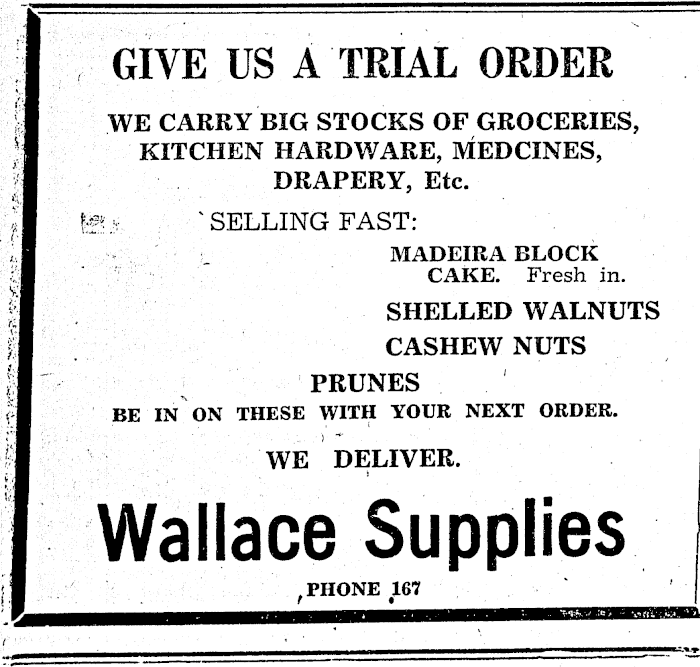 GIVE US A TRIAL ORDER
WE CARRY BIG STOCKS OF GROCERIES,
KITCHEN HARDWARE, MEDCINES,
DRAPERY, Etc.
SELLING FAST:
MADEIRA BLOCK
CAKE. Fresh in.
SHELLED WALNUTS
CASHEW NUTS
PRUNES
BE IN ON THESE WITH YOUR NEXT ORDER.
WE DELIVER.
Wallace Supplies
PHONE 167